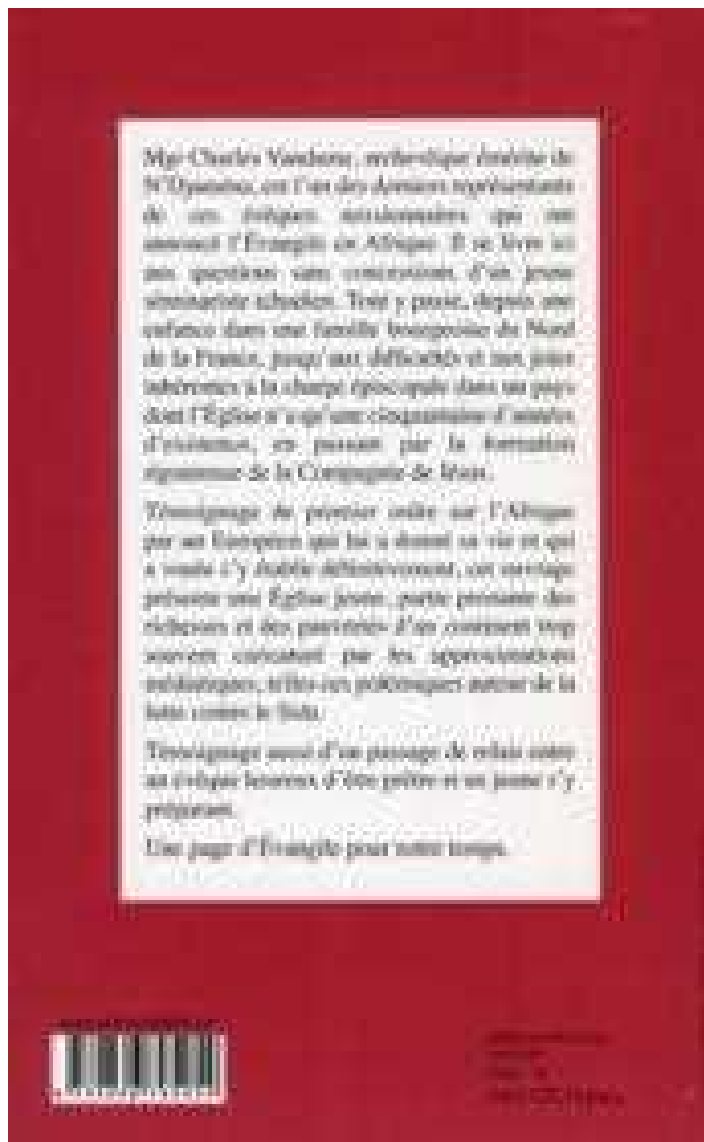 Mgr Charles Vandame, archevêque émérite de
N'Djaména, est l'un des derniers représentants
de ces évêques missionnaires qui ont
annoncé l'Évangile en Afrique. Il se livre ici
aux questions sans concessions d'un jeune
séminariste tchadien. Tout y passe, depuis une
enfance dans une famille bourgeoise du Nord
de la France, jusqu'aux difficultés et aux joies
inhérentes à la charge épiscopale dans un pays
dont l'Église n'a qu'une cinquantaine d'années
d'existence, en passant par la formation
rigoureuse de la Compagnie de Jésus.
Témoignage de premier ordre sur l'Afrique
par un Européen qui lui a donné sa vie et qui
a voulu s'y établir définitivement, cet ouvrage
présente une Église jeune, partie prenante des
richesses et des pauvretés d'un continent trop
souvent caricaturé par les approximations
médiatiques, telles ces polémiques autour de la
lutte contre le Sida.
Témoignage aussi d'un passage de relais entre
un évêque heureux d'être prêtre et un jeune s'y
préparant.
Une page d'Évangile pour notre temps.